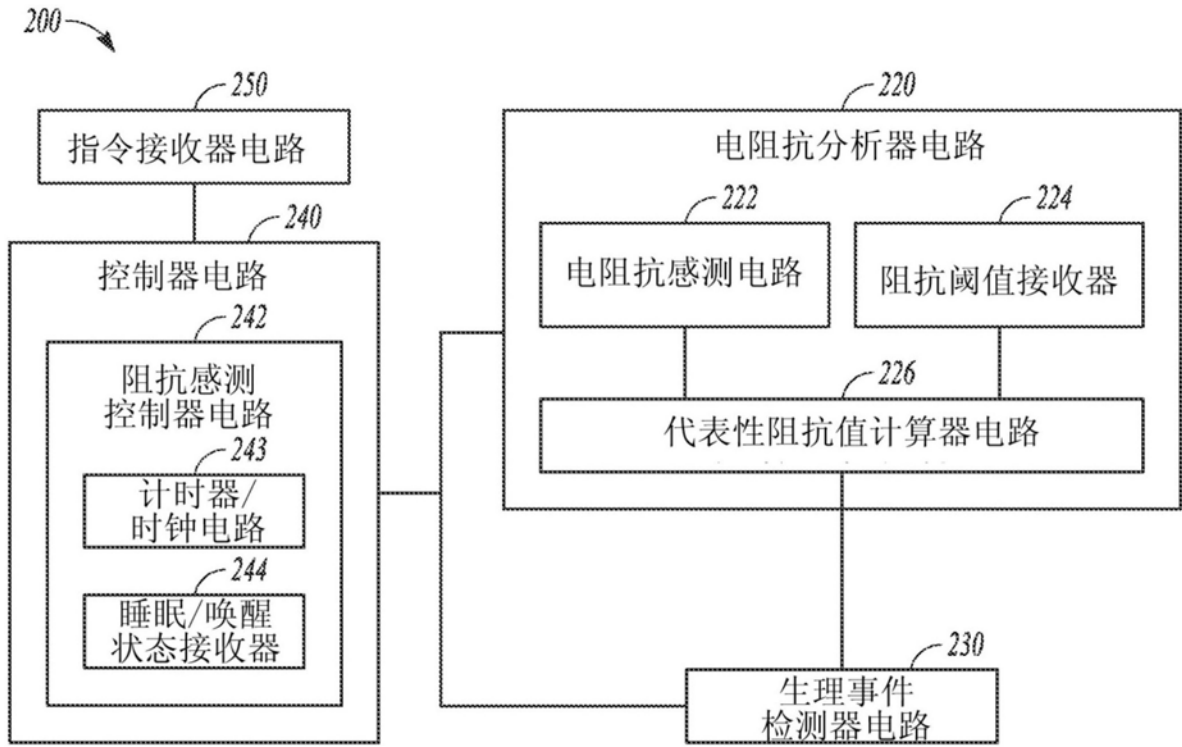 200
250
指令接收器电路
240
控制器电路
242
阻抗感测
控制器电路
243
计时器/
时钟电路
244
睡眠/唤醒
状态接收器
220
电阻抗分析器电路
222
电阻抗感测电路
224
阻抗阈值接收器
226
代表性阻抗值计算器电路
230
生理事件
检测器电路